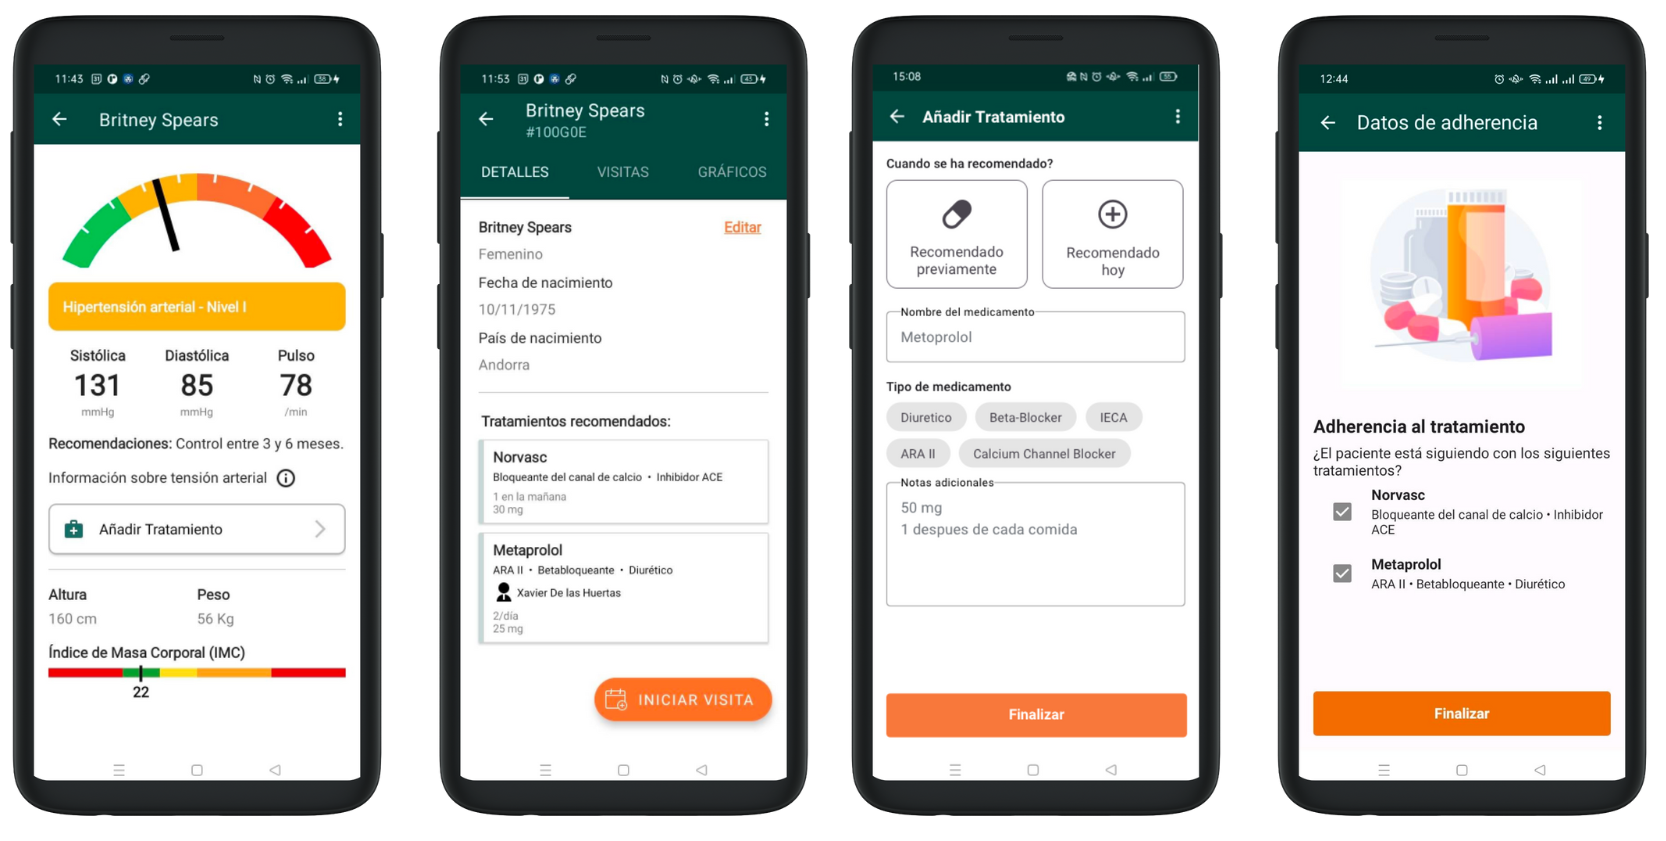 11:43
56
Britney Spears
Hipertensión arterial - Nivel I
Sistólica Diastólica Pulso
131 85 78
mmHg mmHg /min
Recomendaciones: Control entre 3 y 6 meses.
Información sobre tensión arterial
Añadir Tratamiento
Altura Peso
160 cm 56 Kg
Índice de Masa Corporal (IMC)
22
11:53
Britney Spears
#100G0E
DETALLES VISITAS GRÁFICOS
Britney Spears Editar
Femenino
Fecha de nacimiento
10/11/1975
País de nacimiento
Andorra
Tratamientos recomendados:
Norvasc
Bloqueante del canal de calcio • Inhibidor ACE
1 en la mañana
30 mg
Metaprolol
ARA II • Betabloqueante • Diurético
Xavier De las Huertas
2/día
25 mg
INICIAR VISITA
15:08
Añadir Tratamiento
Cuando se ha recomendado?
Recomendado
previamente
Recomendado
hoy
Nombre del medicamento
Metoprolol
Tipo de medicamento
Diuretico Beta-Blocker IECA
ARA II Calcium Channel Blocker
Notas adicionales
50 mg
1 despues de cada comida
Finalizar
12:44
Datos de adherencia
Adherencia al tratamiento
¿El paciente está siguiendo con los siguientes
tratamientos?
Norvasc
Bloqueante del canal de calcio • Inhibidor
ACE
Metaprolol
ARA II • Betabloqueante • Diurético
Finalizar